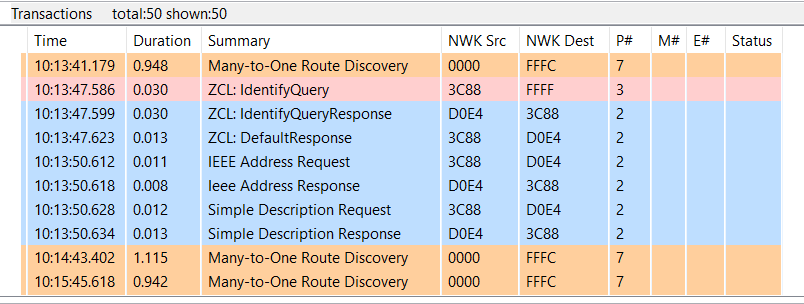 Transactions total:50 shown:50
Time Duration Summary NWK Src NWK Dest P# M# E# Status
10:13:41.179 0.948 Many-to-One Route Discovery 0000 FFFC 7
10:13:47.586 0.030 ZCL: IdentifyQuery 3C88 FFFF 3
10:13:47.599 0.030 ZCL: IdentifyQueryResponse D0E4 3C88 2
10:13:47.623 0.013 ZCL: DefaultResponse 3C88 D0E4 2
10:13:50.612 0.011 IEEE Address Request 3C88 D0E4 2
10:13:50.618 0.008 Ieee Address Response D0E4 3C88 2
10:13:50.628 0.012 Simple Description Request 3C88 D0E4 2
10:13:50.634 0.013 Simple Description Response D0E4 3C88 2
10:14:43.402 1.115 Many-to-One Route Discovery 0000 FFFC 7
10:15:45.618 0.942 Many-to-One Route Discovery 0000 FFFC 7